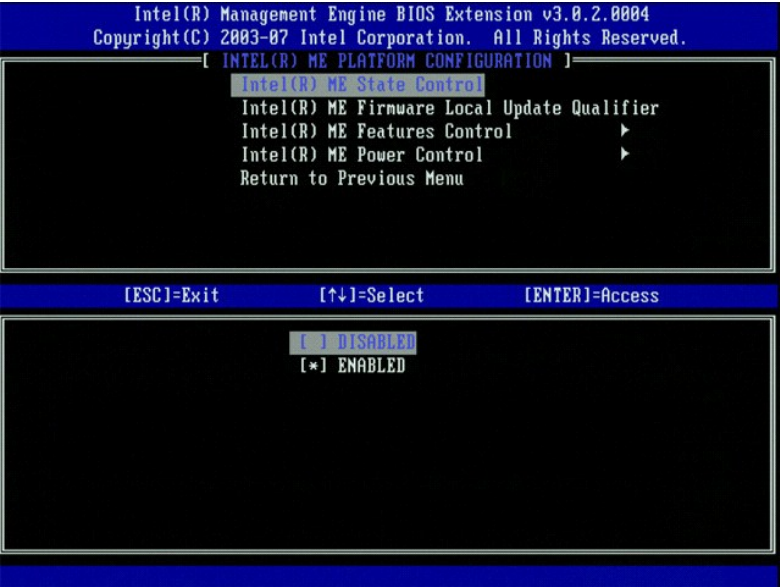 Intel(R) Management Engine BIOS Extension v3.0.2.0004
Copyright(C) 2003-07 Intel Corporation.  All Rights Reserved.
[ INTEL(R) ME PLATFORM CONFIGURATION ]
Intel(R) ME State Control
Intel(R) ME Firmware Local Update Qualifier
Intel(R) ME Features Control ►
Intel(R) ME Power Control ►
Return to Previous Menu
[ESC]=Exit [↑↓]=Select [ENTER]=Access
[ ] DISABLED
[*] ENABLED